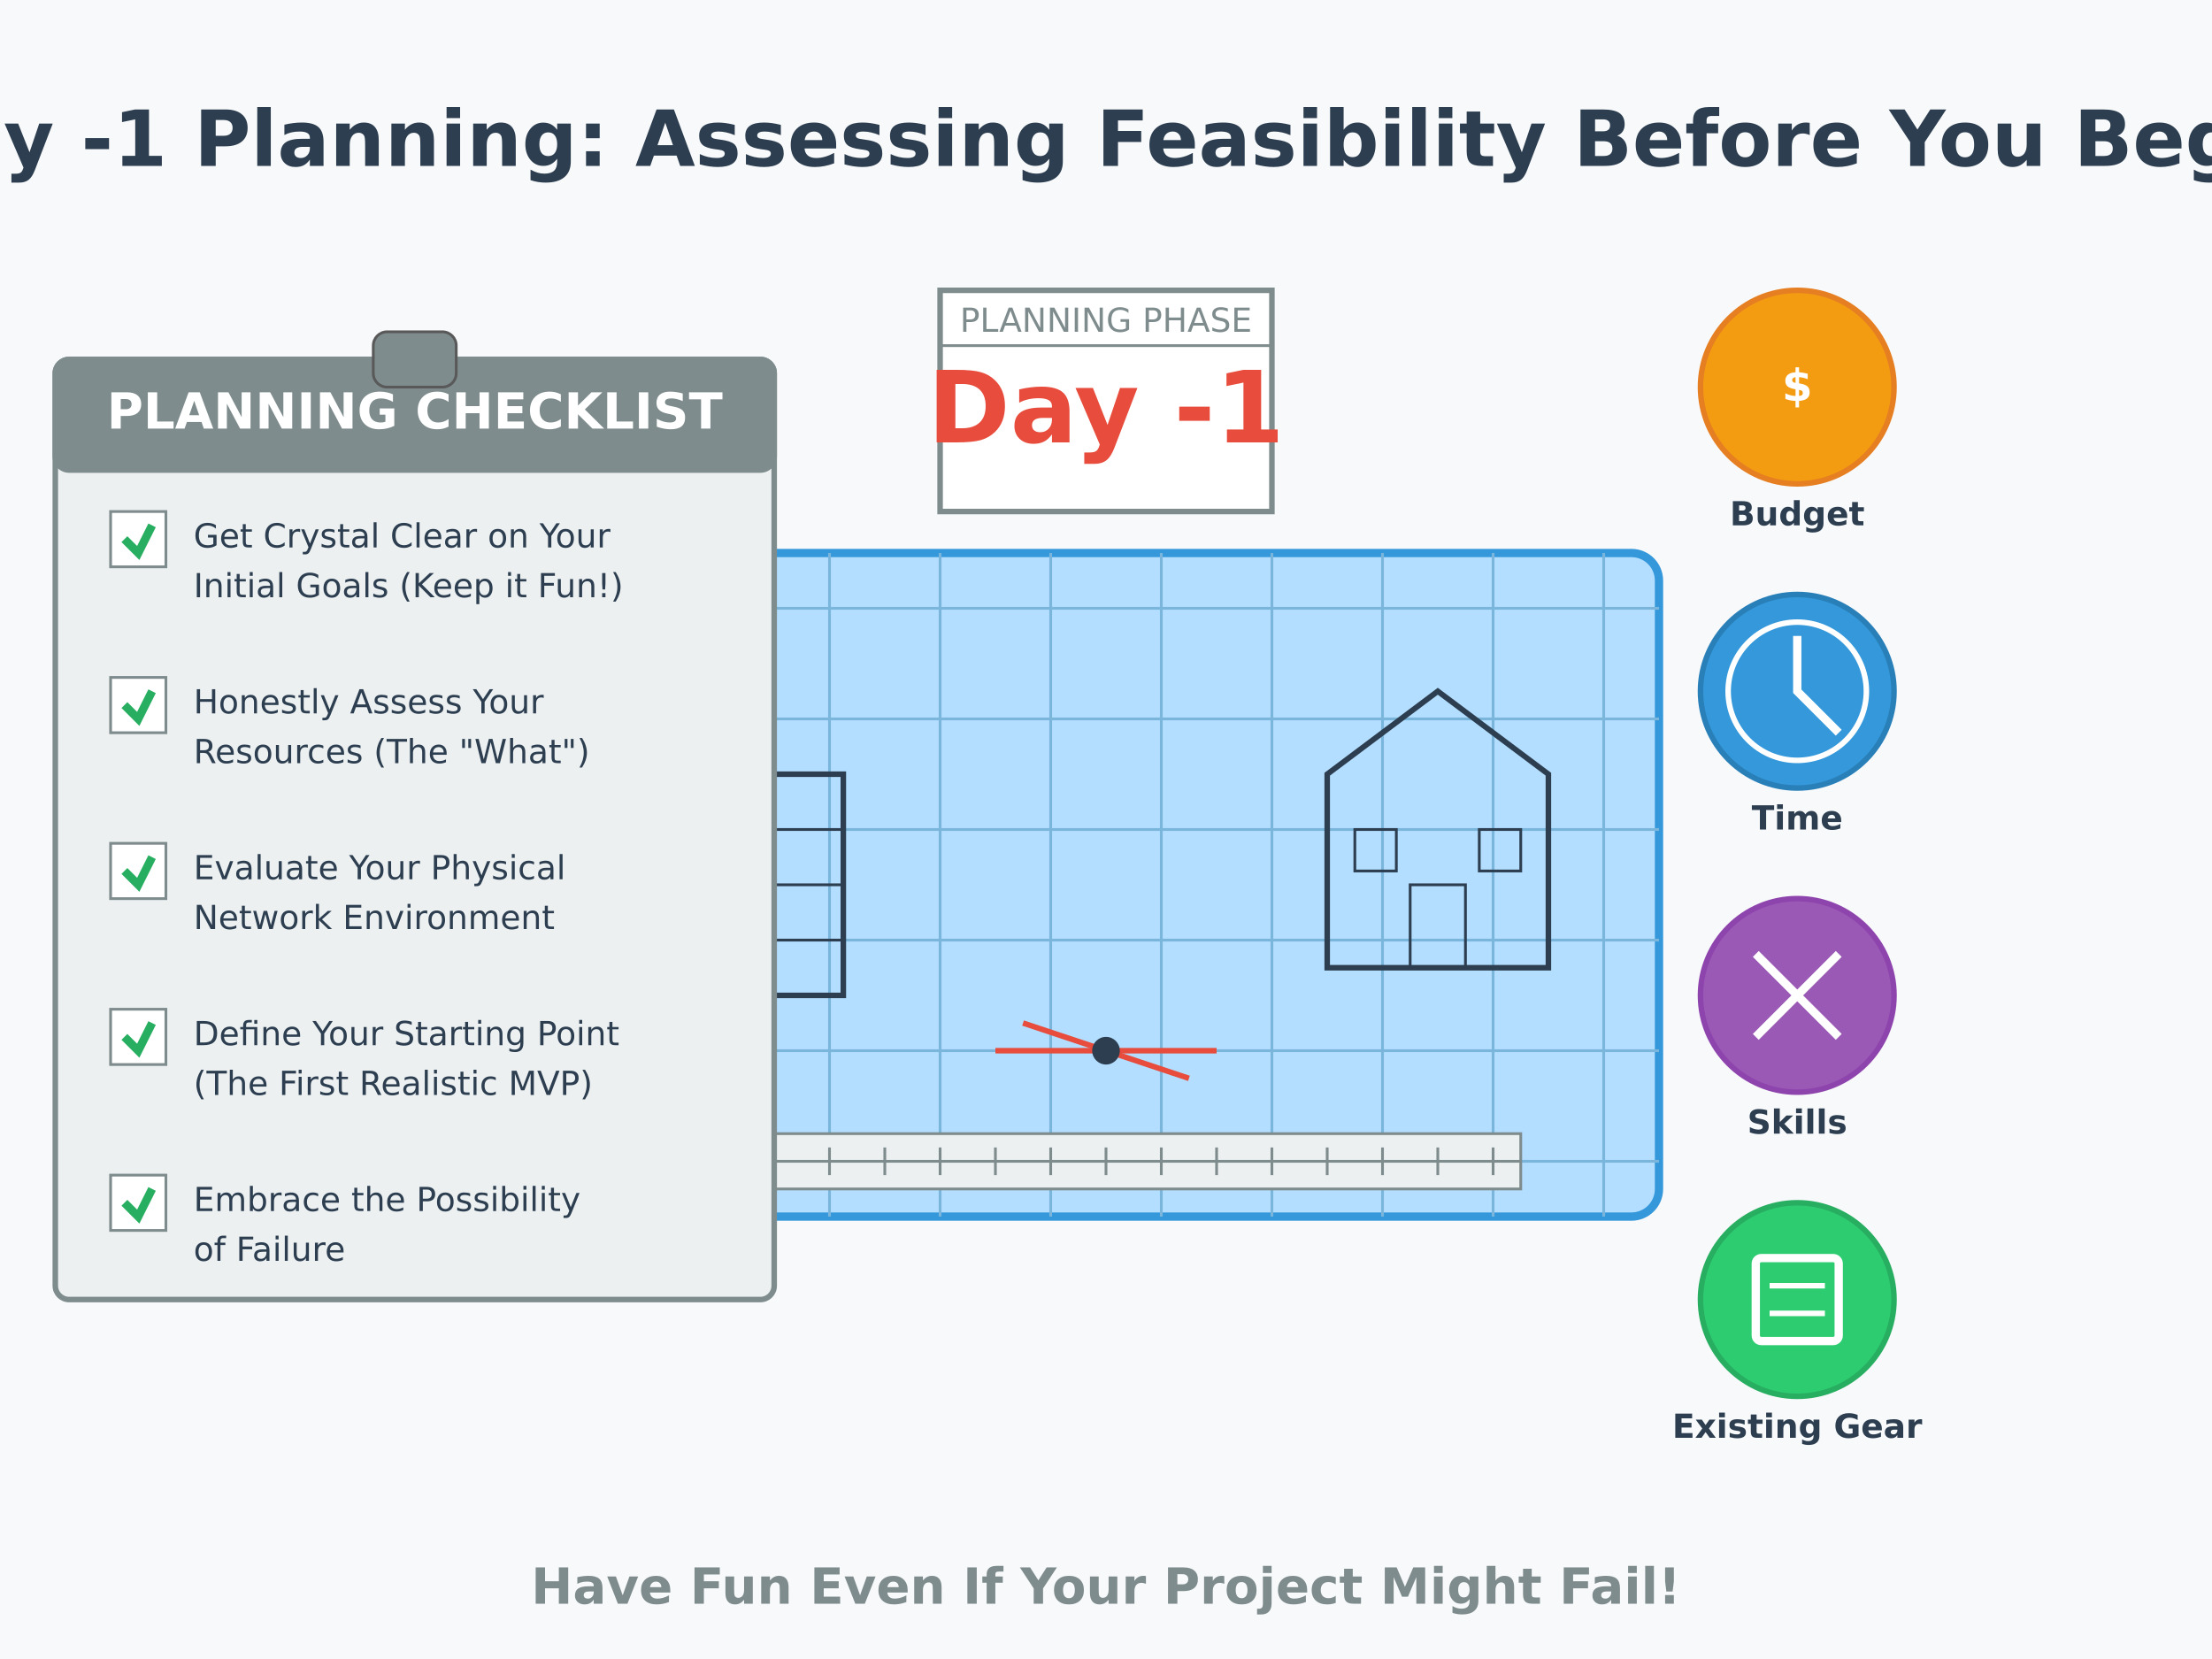 y -1 Planning: Assessing Feasibility Before You Beg
PLANNING PHASE
Day -1
PLANNING CHECKLIST
Get Crystal Clear on Your
Initial Goals (Keep it Fun!)
Honestly Assess Your
Resources (The "What")
Evaluate Your Physical
Network Environment
Define Your Starting Point
(The First Realistic MVP)
Embrace the Possibility
of Failure
$
Budget
Time
Skills
Existing Gear
Have Fun Even If Your Project Might Fail!